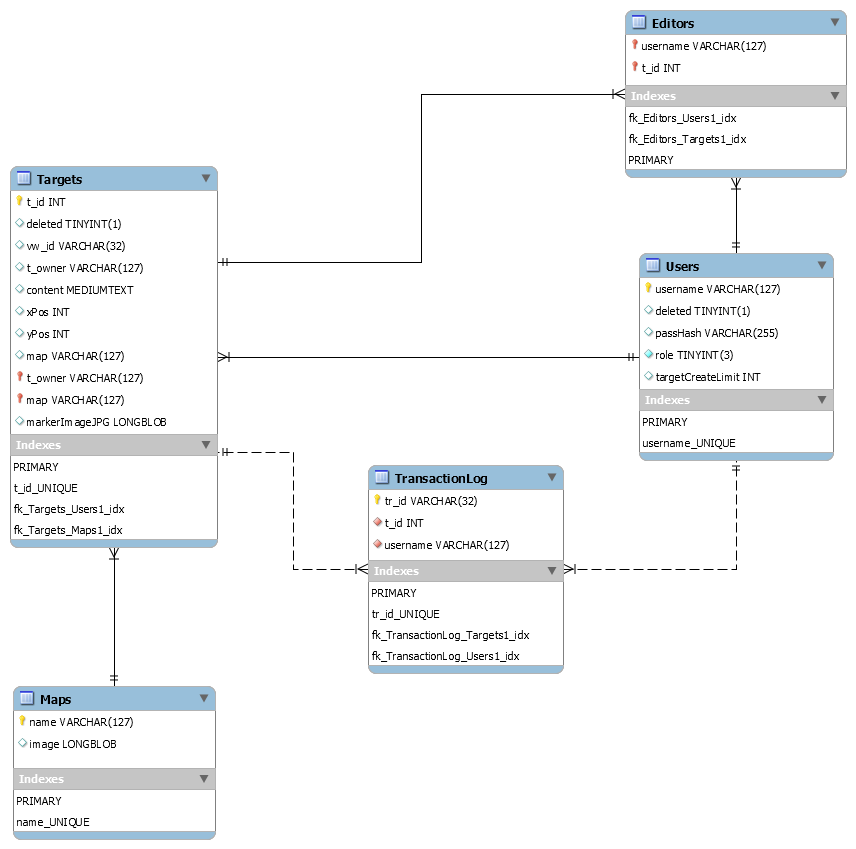 Editors
username VARCHAR(127)
t_id INT
Indexes
fk_Editors_Users1_idx
fk_Editors_Targets1_idx
PRIMARY
Targets
t_id INT
deleted TINYINT(1)
vw_id VARCHAR(32)
t_owner VARCHAR(127)
content MEDIUMTEXT
xPos INT
yPos INT
map VARCHAR(127)
t_owner VARCHAR(127)
map VARCHAR(127)
markerImageJPG LONGBLOB
Indexes
PRIMARY
t_id_UNIQUE
fk_Targets_Users1_idx
fk_Targets_Maps1_idx
Users
username VARCHAR(127)
deleted TINYINT(1)
passHash VARCHAR(255)
role TINYINT(3)
targetCreateLimit INT
Indexes
PRIMARY
username_UNIQUE
TransactionLog
tr_id VARCHAR(32)
t_id INT
username VARCHAR(127)
Indexes
PRIMARY
tr_id_UNIQUE
fk_TransactionLog_Targets1_idx
fk_TransactionLog_Users1_idx
Maps
name VARCHAR(127)
image LONGBLOB
Indexes
PRIMARY
name_UNIQUE